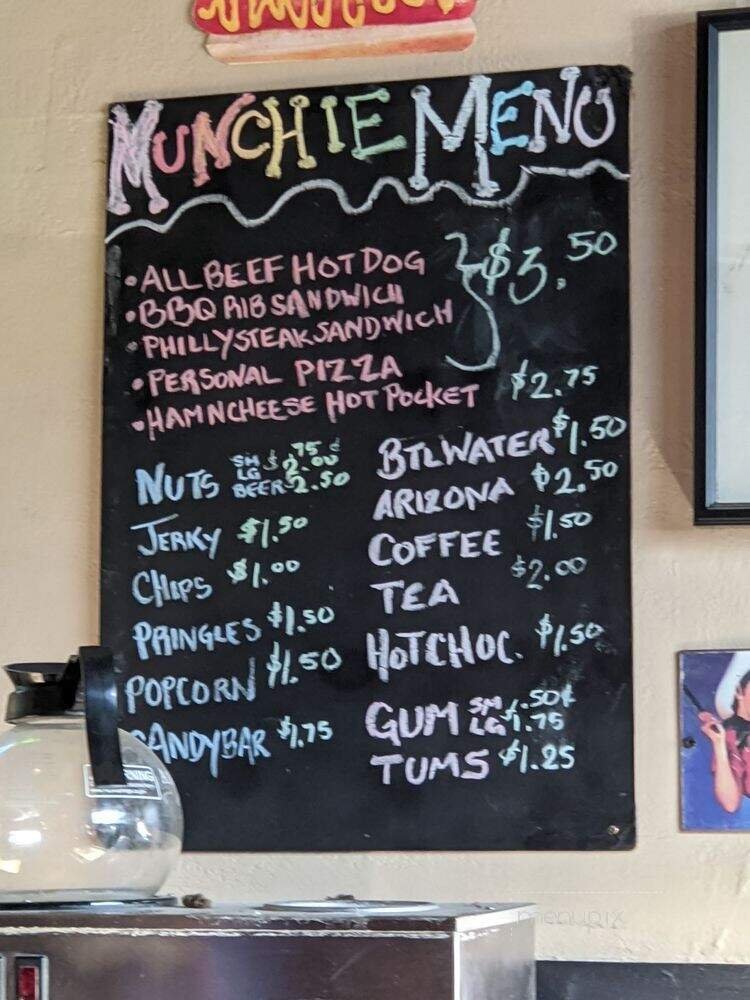 MUNCHIE MENU
• ALL BEEF HOT DOG
• BBQ RIB SANDWICH
• PHILLY STEAK SANDWICH
• PERSONAL PIZZA
$3.50
• HAM N CHEESE HOT POCKET $2.75
NUTS SM $ .75¢
LG $2.00
BEER-2.50
JERKY $1.50
CHIPS $1.00
PRINGLES $1.50
POPCORN $1.50
CANDYBAR $1.75
BTL WATER $1.50
ARIZONA $2.50
COFFEE $1.50
TEA $2.00
HOT CHOC. $1.50
GUM SM .50¢
LG $1.75
TUMS $1.25
menupix